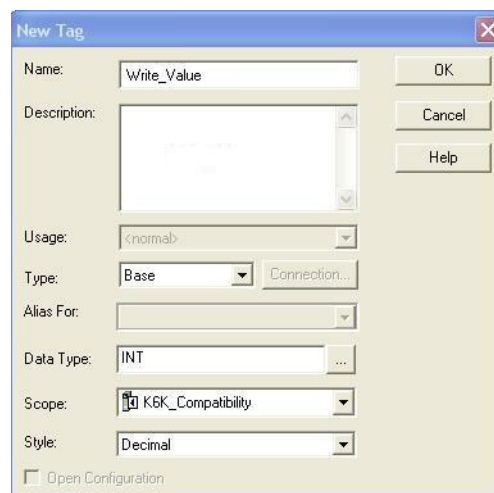 New Tag
Name:
Write_Value
OK
Description:
Cancel
Help
Usage:
<normal>
Type:
Base
Connection...
Alias For:
Data Type:
INT
...
Scope:
K6K_Compatibility
Style:
Decimal
Open Configuration